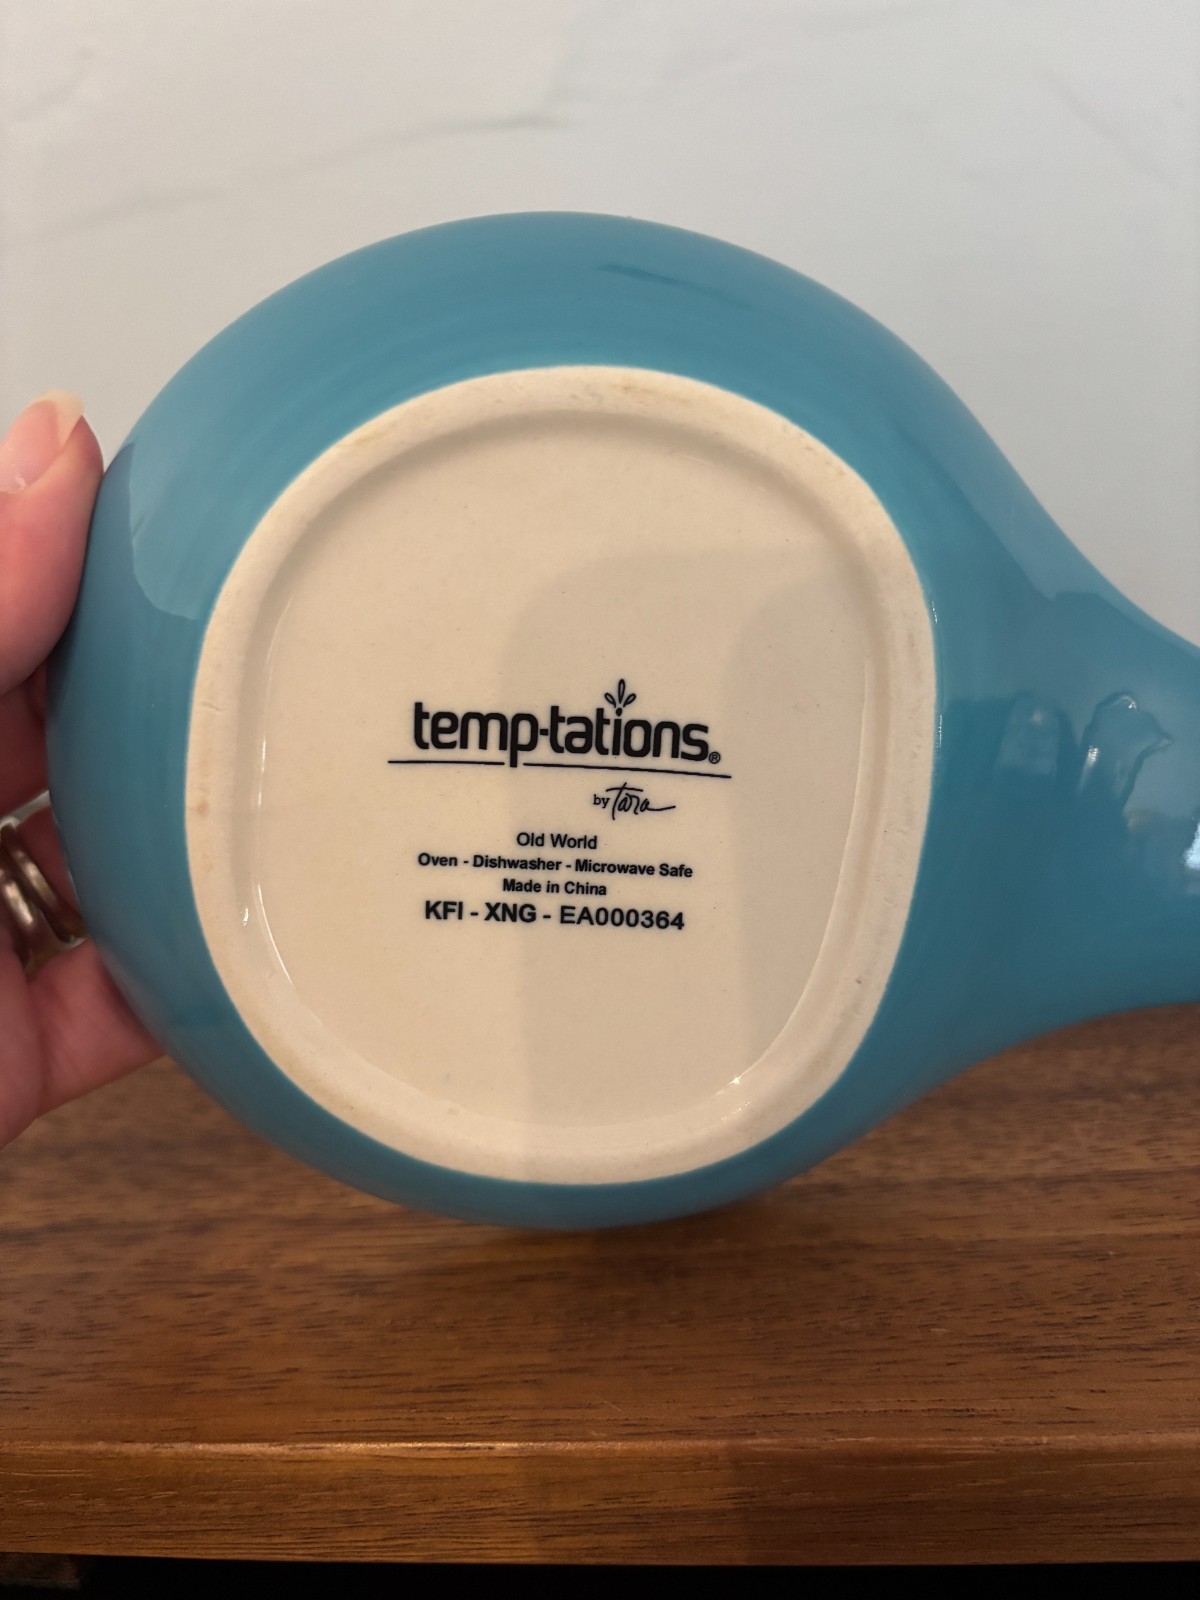 temp-tations®
by Tara
Old World
Oven - Dishwasher - Microwave Safe
Made in China
KFI - XNG - EA000364